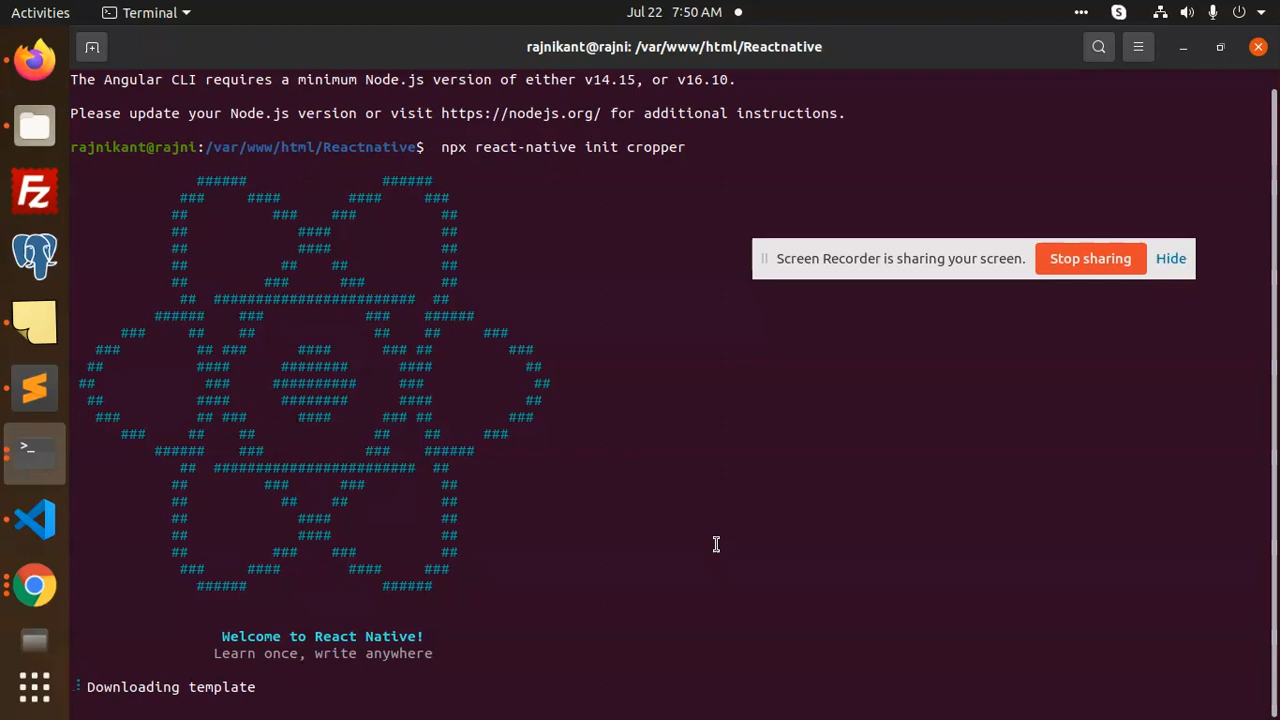 Activities
Terminal
Jul 22 7:50 AM
rajnikant@rajni: /var/www/html/Reactnative
The Angular CLI requires a minimum Node.js version of either v14.15, or v16.10.
Please update your Node.js version or visit https://nodejs.org/ for additional instructions.
rajnikant@rajni:/var/www/html/Reactnative$ npx react-native init cropper
Screen Recorder is sharing your screen.
Stop sharing
Hide
Welcome to React Native!
Learn once, write anywhere
Downloading template